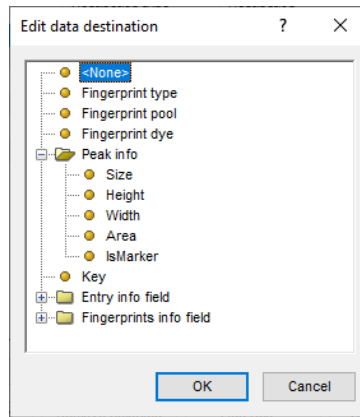 Edit data destination
?
<None>
Fingerprint type
Fingerprint pool
Fingerprint dye
Peak info
Size
Height
Width
Area
IsMarker
Key
Entry info field
Fingerprints info field
OK Cancel